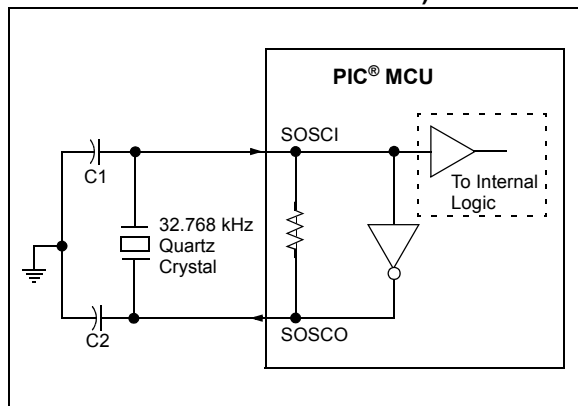 PIC® MCU
SOSCI
C1
To Internal
Logic
32.768 kHz
Quartz
Crystal
SOSCO
C2